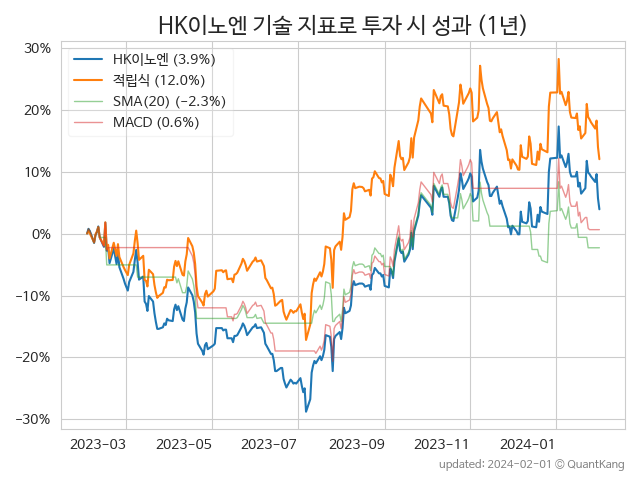 HK이노엔 기술 지표로 투자 시 성과 (1년)
30%
20%
10%
0%
−10%
−20%
−30%
HK이노엔 (3.9%)
적립식 (12.0%)
SMA(20) (−2.3%)
MACD (0.6%)
2023-03 2023-05 2023-07 2023-09 2023-11 2024-01
updated: 2024-02-01 © QuantKang